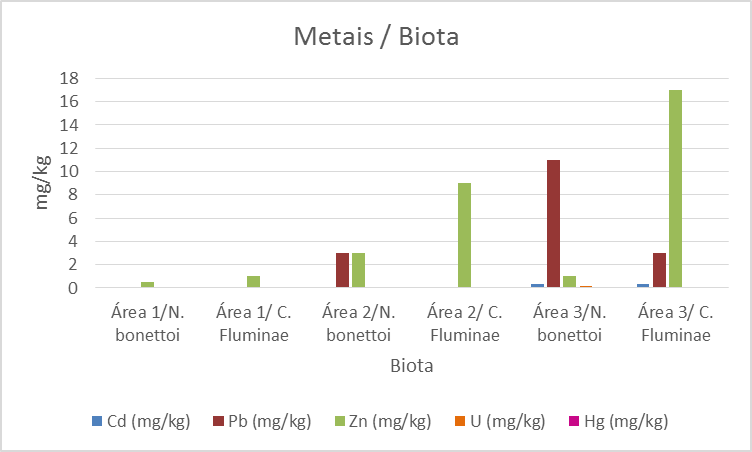 Metais / Biota
mg/kg
18
16
14
12
10
8
6
4
2
0
Área 1/N. bonettoi
Área 1/ C. Fluminae
Área 2/N. bonettoi
Área 2/ C. Fluminae
Área 3/N. bonettoi
Área 3/ C. Fluminae
Biota
Cd (mg/kg) Pb (mg/kg) Zn (mg/kg) U (mg/kg) Hg (mg/kg)